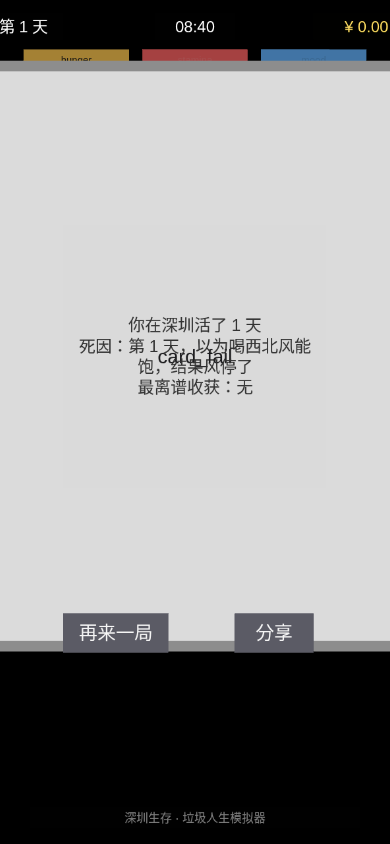 第 1 天
08:40
¥ 0.00
hunger
你在深圳活了 1 天
死因：第 1 天，以为喝西北风能
card_fail
饱，结果风停了
最离谱收获：无
再来一局
分享
深圳生存 · 垃圾人生模拟器